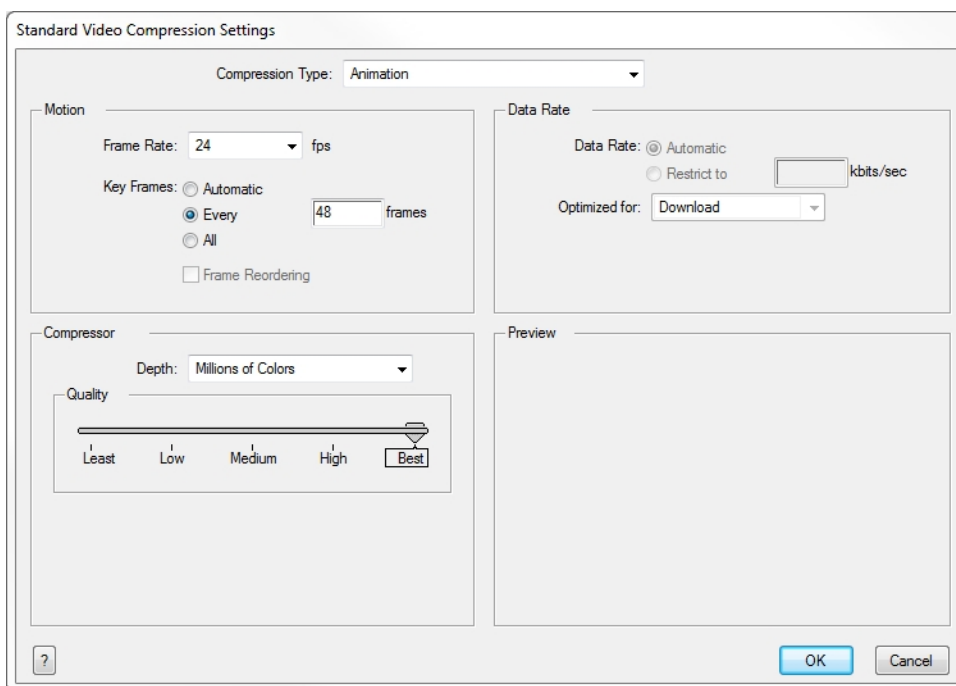 Standard Video Compression Settings
Compression Type: Animation
Motion
Frame Rate: 24 fps
Key Frames: Automatic
Every 48 frames
All
Frame Reordering
Data Rate
Data Rate: Automatic
Restrict to kbits/sec
Optimized for: Download
Compressor
Depth: Millions of Colors
Quality
Least Low Medium High Best
Preview
? OK Cancel